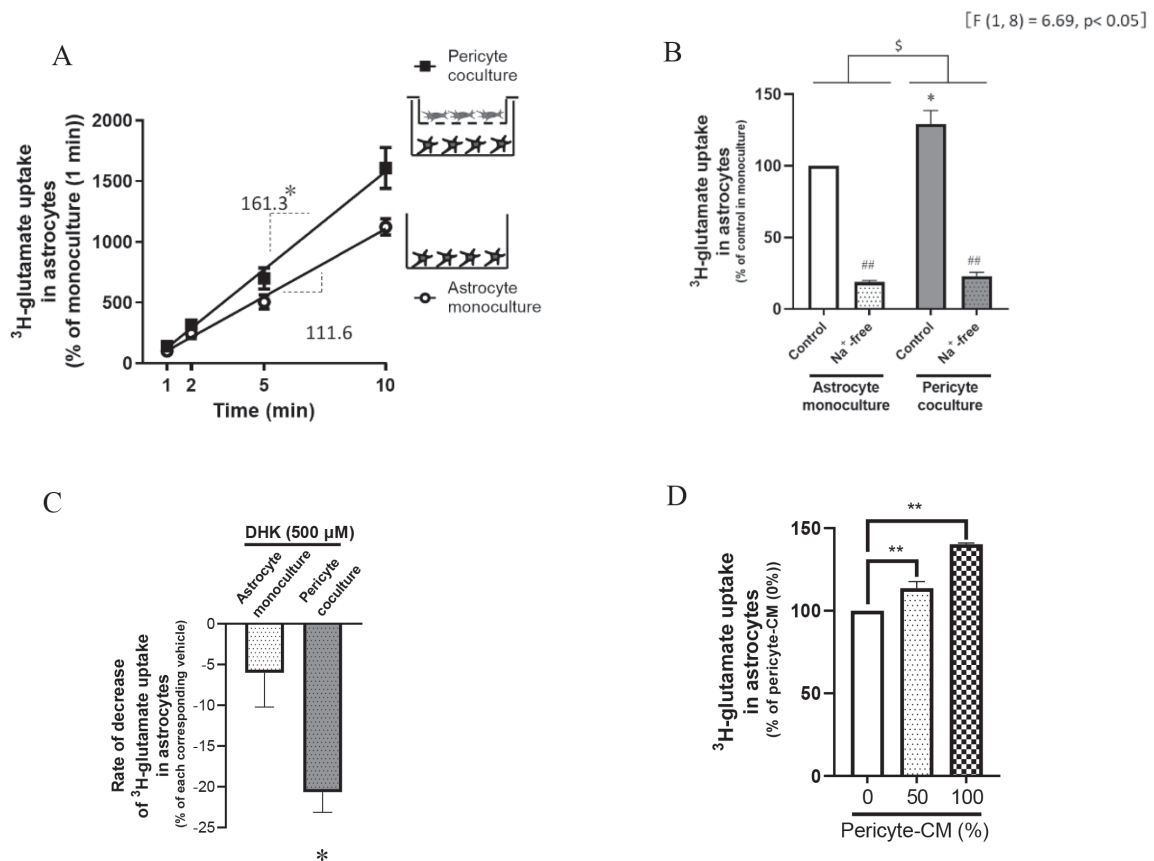 [F (1, 8) = 6.69, p< 0.05]
A
Pericyte
coculture
³H-glutamate uptake
in astrocytes
(% of monoculture (1 min))
2000
1500
1000
500
0
161.3*
111.6
1 2 5 10
Time (min)
Astrocyte
monoculture
B
$
³H-glutamate uptake
in astrocytes
(% of control in monoculture)
150
100
50
0
*
##
##
Control
Na⁺-free
Control
Na⁺-free
Astrocyte
monoculture
Pericyte
coculture
C
DHK (500 µM)
Astrocyte
monoculture
Pericyte
coculture
Rate of decrease
of ³H-glutamate uptake
in astrocytes
(% of each corresponding vehicle)
0
-5
-10
-15
-20
-25
*
D
³H-glutamate uptake
in astrocytes
(% of pericyte-CM (0%))
150
100
50
0
**
**
0 50 100
Pericyte-CM (%)